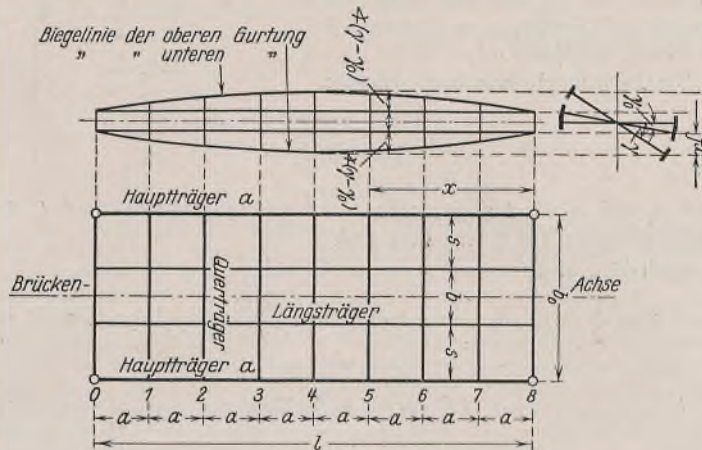 Biegelinie der oberen Gurtung
" " unteren "
Hauptträger a
x
s
Brücken-
Querträger
b
b₀
Achse
Längsträger
s
Hauptträger a
0 1 2 3 4 5 6 7 8
a a a a a a a a
l